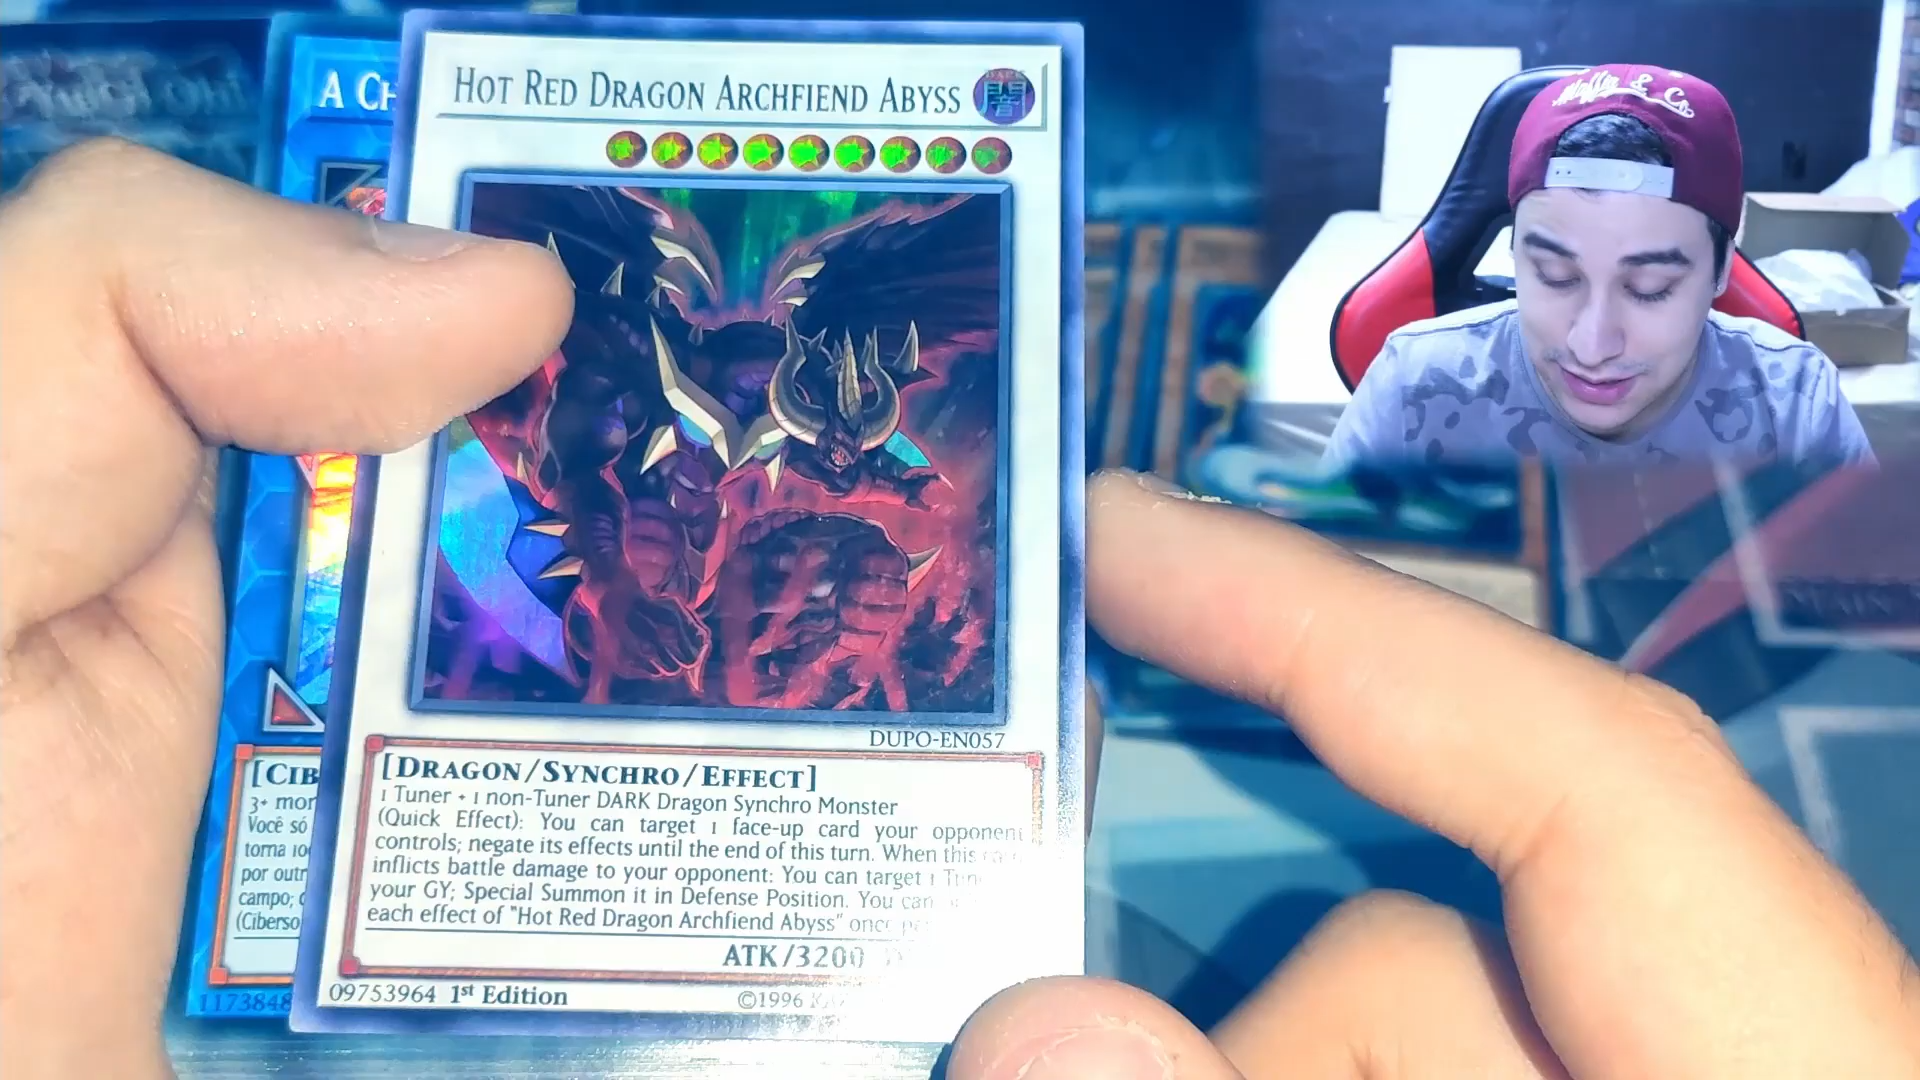 A CH
HOT RED DRAGON ARCHFIEND ABYSS
DARK
闇
DUPO-EN057
[DRAGON/SYNCHRO/EFFECT]
1 Tuner + 1 non-Tuner DARK Dragon Synchro Monster
(Quick Effect): You can target 1 face-up card your opponent
controls; negate its effects until the end of this turn. When this
inflicts battle damage to your opponent: You can target 1
your GY; Special Summon it in Defense Position. You can
each effect of "Hot Red Dragon Archfiend Abyss" once
ATK/3200
09753964 1st Edition
©1996
[CIB
3+ mor
Você só
torna
por outr
campo;
(Ciberso
1173848
& Co.